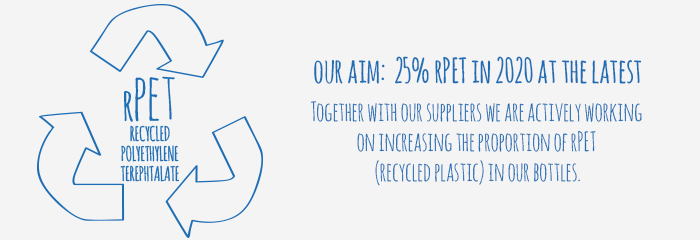 rPET
RECYCLED
POLYETHYLENE
TEREPHTALATE
OUR AIM: 25% rPET IN 2020 AT THE LATEST
TOGETHER WITH OUR SUPPLIERS WE ARE ACTIVELY WORKING
ON INCREASING THE PROPORTION OF rPET
(RECYCLED PLASTIC) IN OUR BOTTLES.